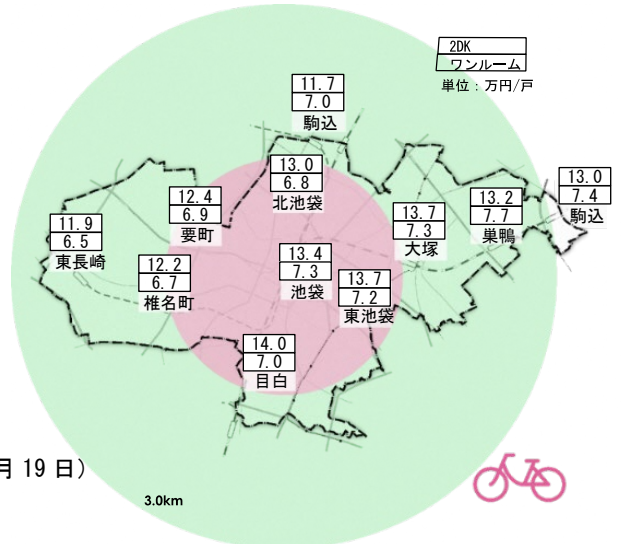 2DK
ワンルーム
単位：万円/戸
11.7
7.0
駒込
13.0
6.8
北池袋
13.0
7.4
駒込
12.4
6.9
要町
13.7
7.3
大塚
13.2
7.7
巣鴨
11.9
6.5
東長崎
12.2
6.7
椎名町
13.4
7.3
池袋
13.7
7.2
東池袋
14.0
7.0
目白
月 19 日）
3.0km